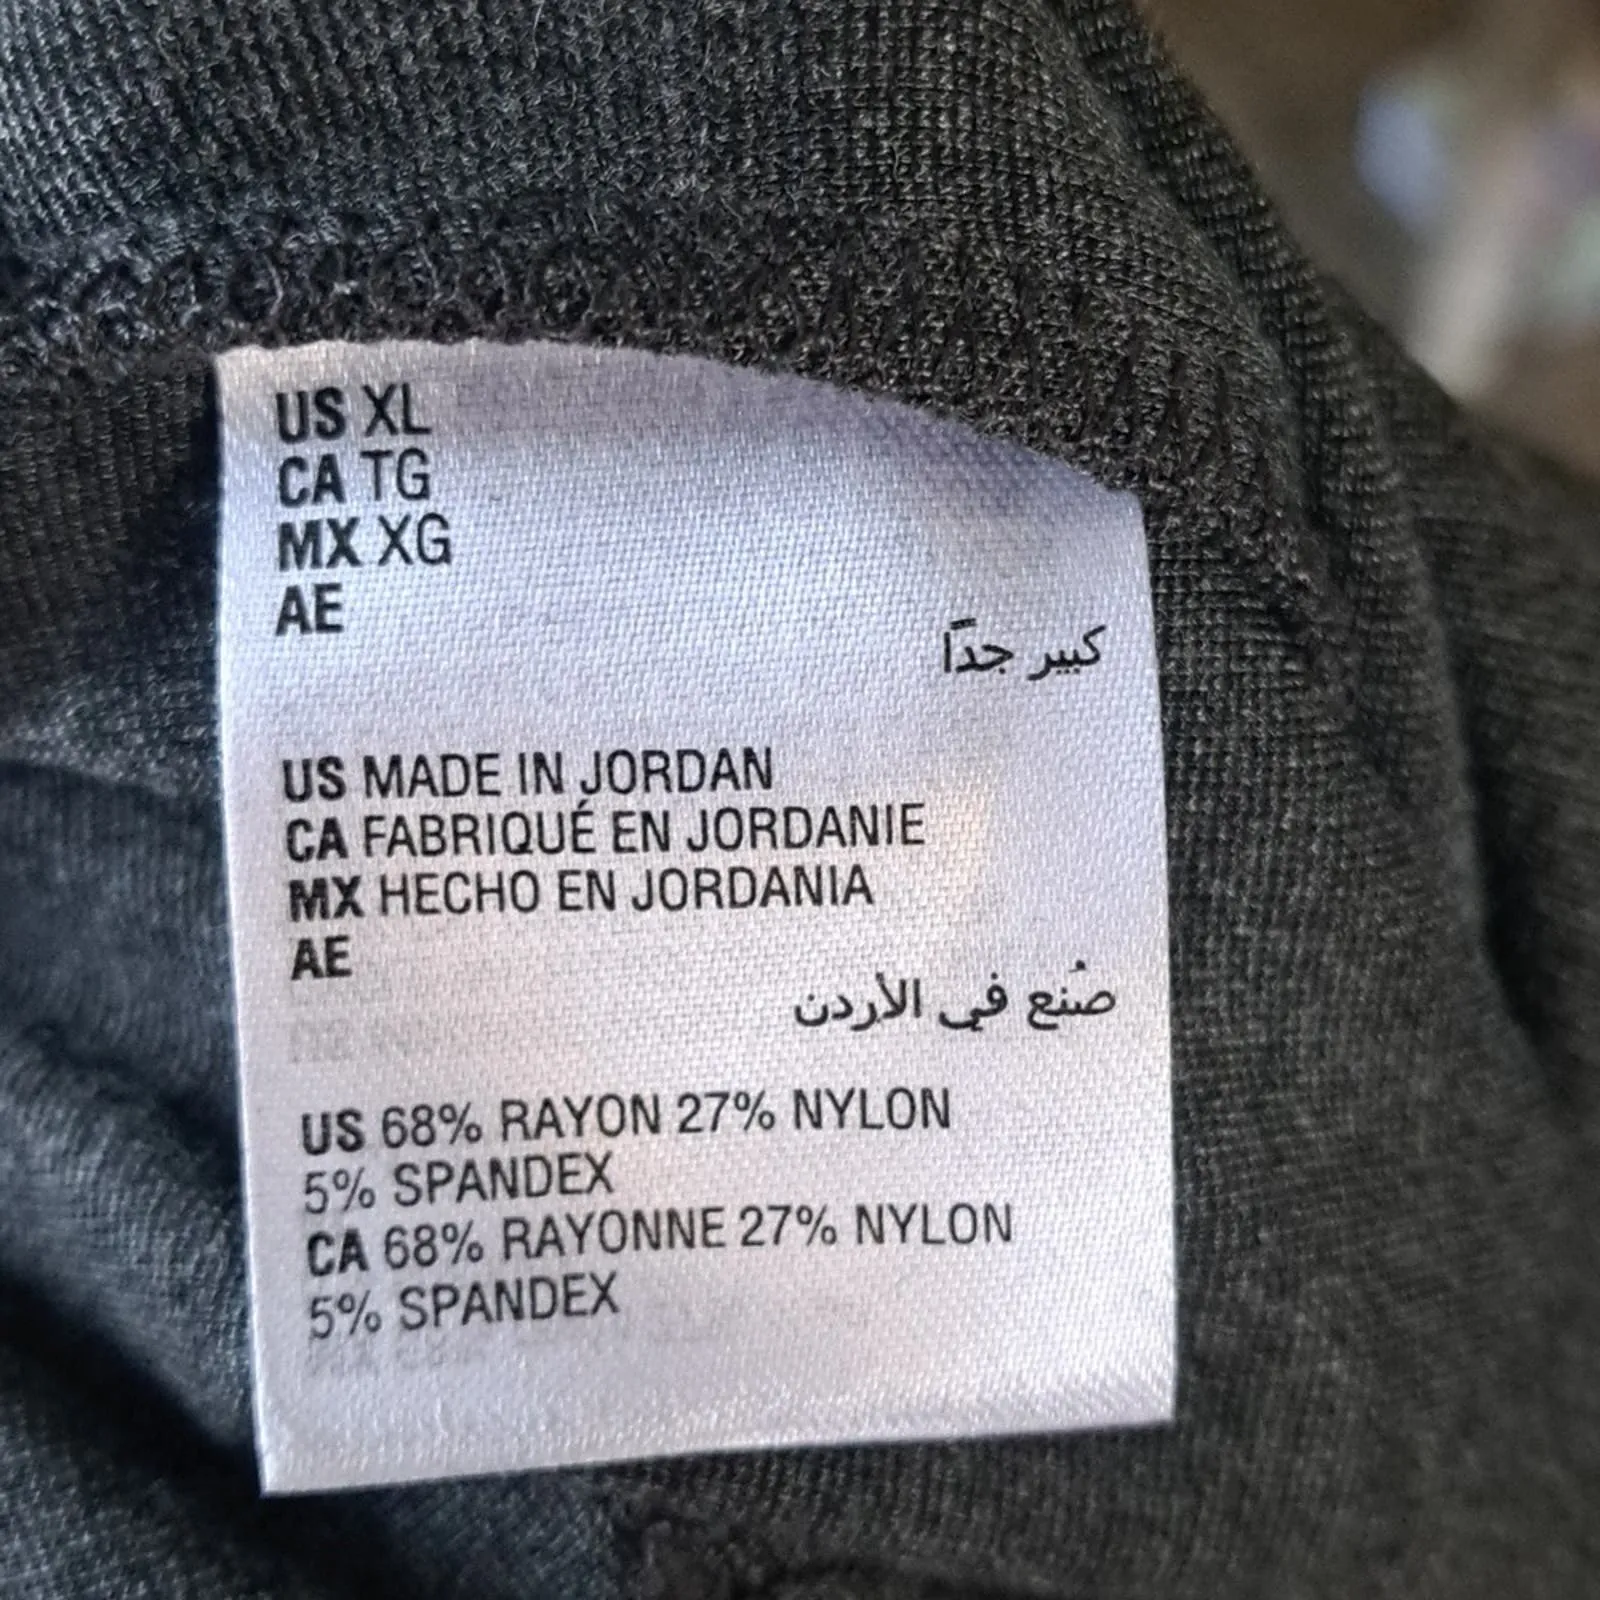 US XL
CA TG
MX XG
AE
كبير جدًا
US MADE IN JORDAN
CA FABRIQUÉ EN JORDANIE
MX HECHO EN JORDANIA
AE
صُنع في الأردن
US 68% RAYON 27% NYLON
5% SPANDEX
CA 68% RAYONNE 27% NYLON
5% SPANDEX